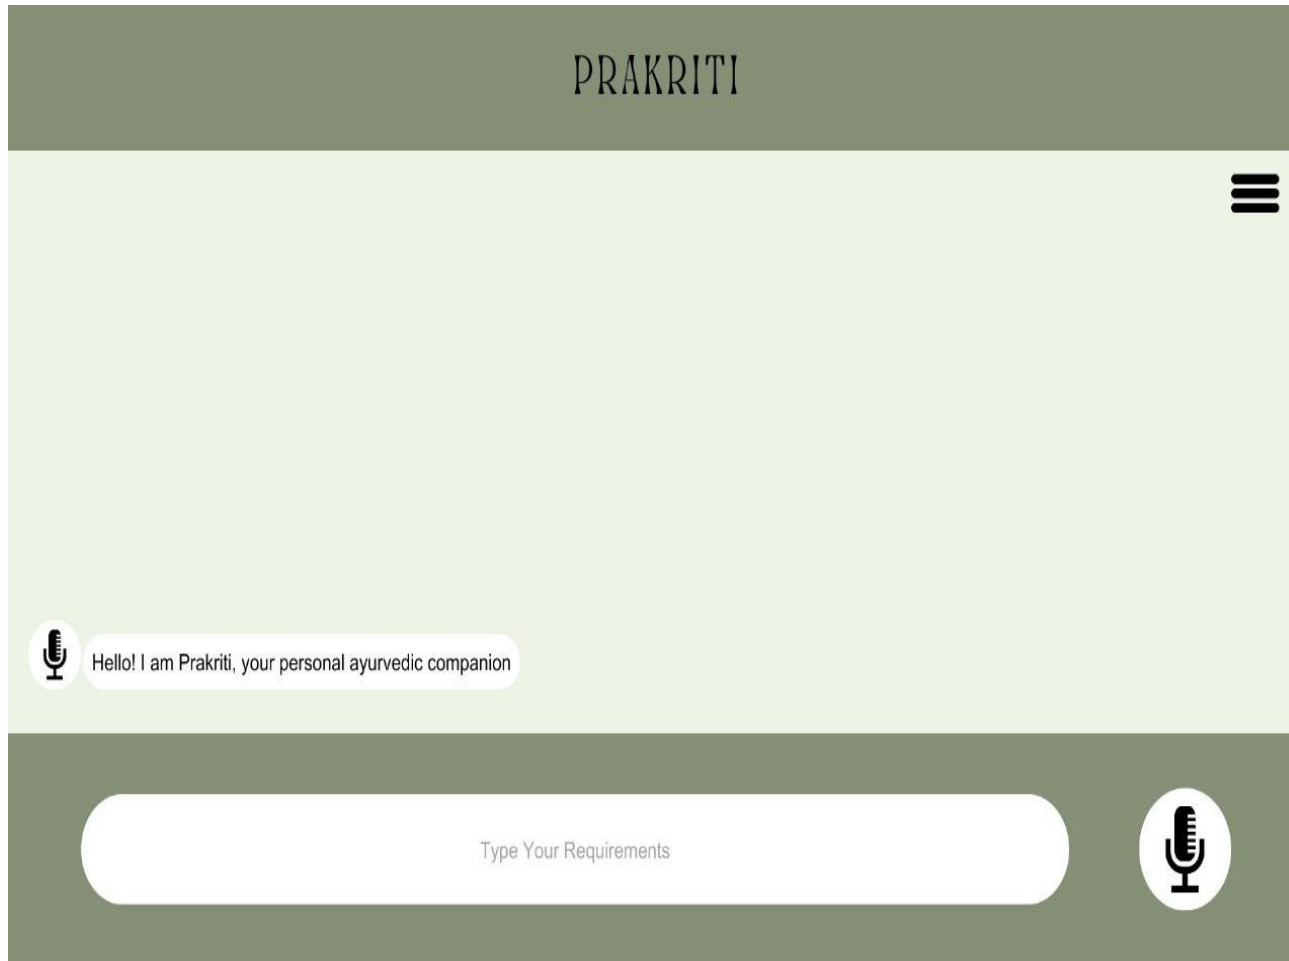 PRAKRITI
Hello! I am Prakriti, your personal ayurvedic companion
Type Your Requirements